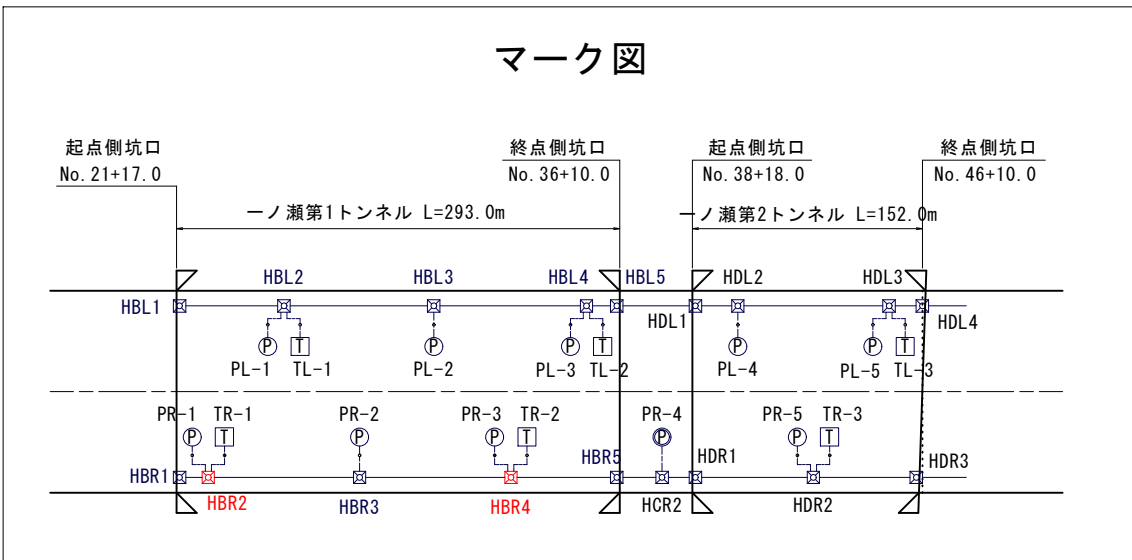 マーク図
起点側坑口
No.21+17.0
終点側坑口
No.36+10.0
起点側坑口
No.38+18.0
終点側坑口
No.46+10.0
一ノ瀬第1トンネル L=293.0m
一ノ瀬第2トンネル L=152.0m
HBL1
HBL2
HBL3
HBL4
HBL5
HDL1
HDL2
HDL3
HDL4
P
T
P
P
T
P
P
T
PL-1
TL-1
PL-2
PL-3
TL-2
PL-4
PL-5
TL-3
PR-1
TR-1
PR-2
PR-3
TR-2
PR-4
PR-5
TR-3
P
T
P
P
T
P
P
T
HBR1
HBR2
HBR3
HBR4
HBR5
HCR2
HDR1
HDR2
HDR3